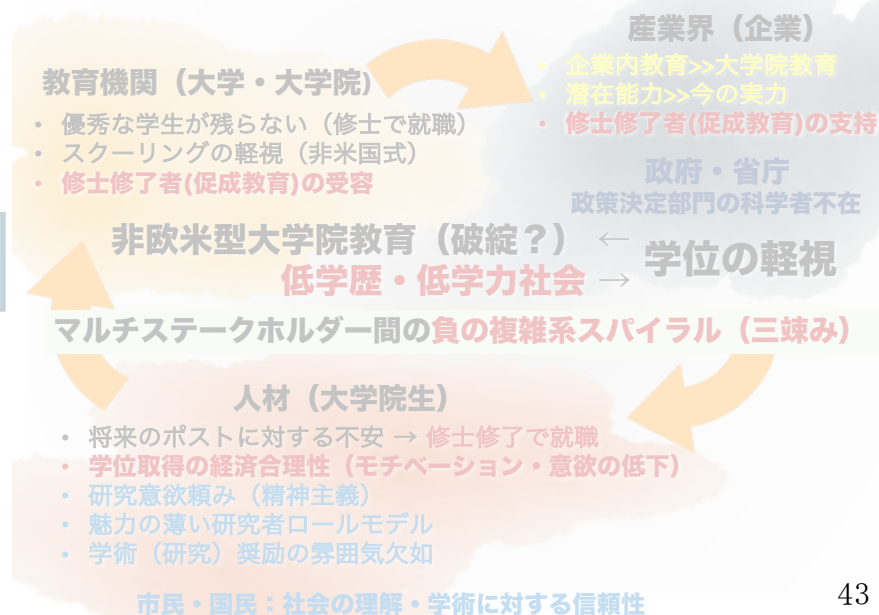 産業界（企業）
• 企業内教育>>大学院教育
• 潜在能力>>今の実力
• 修士修了者(促成教育)の支持
教育機関（大学・大学院)
• 優秀な学生が残らない（修士で就職）
• スクーリングの軽視（非米国式）
• 修士修了者(促成教育)の受容
政府・省庁
政策決定部門の科学者不在
非欧米型大学院教育（破綻？） ←
低学歴・低学力社会 →
学位の軽視
マルチステークホルダー間の負の複雑系スパイラル（三竦み）
人材（大学院生）
• 将来のポストに対する不安 → 修士修了で就職
• 学位取得の経済合理性（モチベーション・意欲の低下）
• 研究意欲頼み（精神主義）
• 魅力の薄い研究者ロールモデル
• 学術（研究）奨励の雰囲気欠如
市民・国民：社会の理解・学術に対する信頼性
43